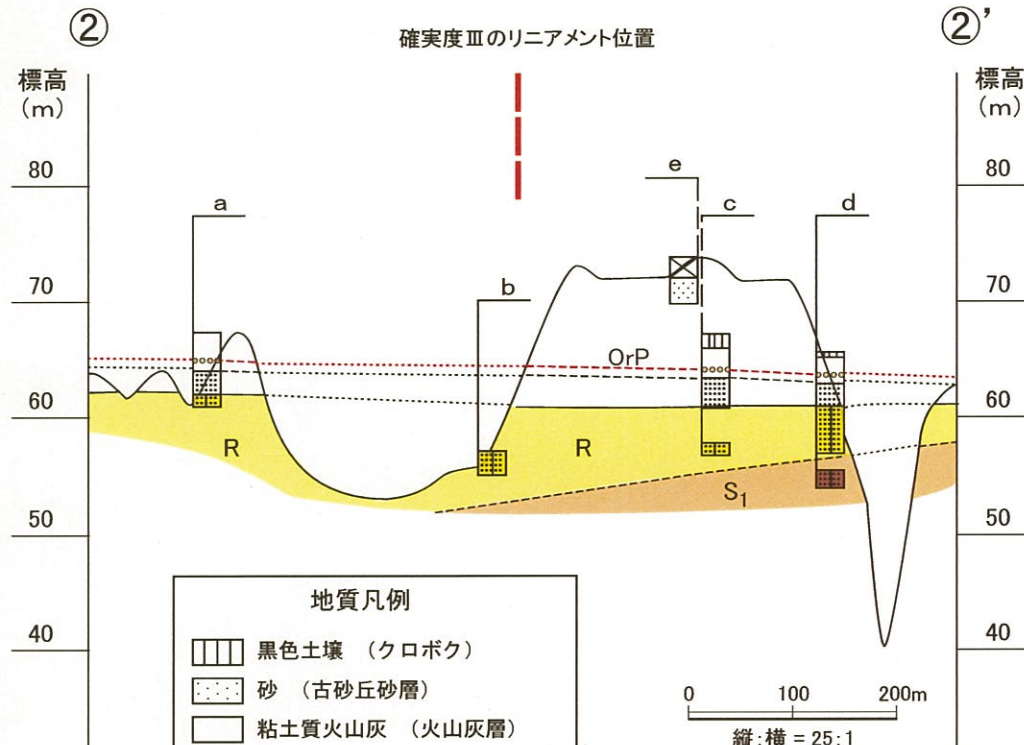 ② ②’
確実度Ⅲのリニアメント位置
標高
(m)
標高
(m)
80 80
e
a c d
70 70
b
OrP
60 60
R R
S₁
50 50
地質凡例
40 40
黒色土壌 (クロボク)
砂 (古砂丘砂層)
粘土質火山灰 (火山灰層)
0 100 200m
縦:横 = 25:1